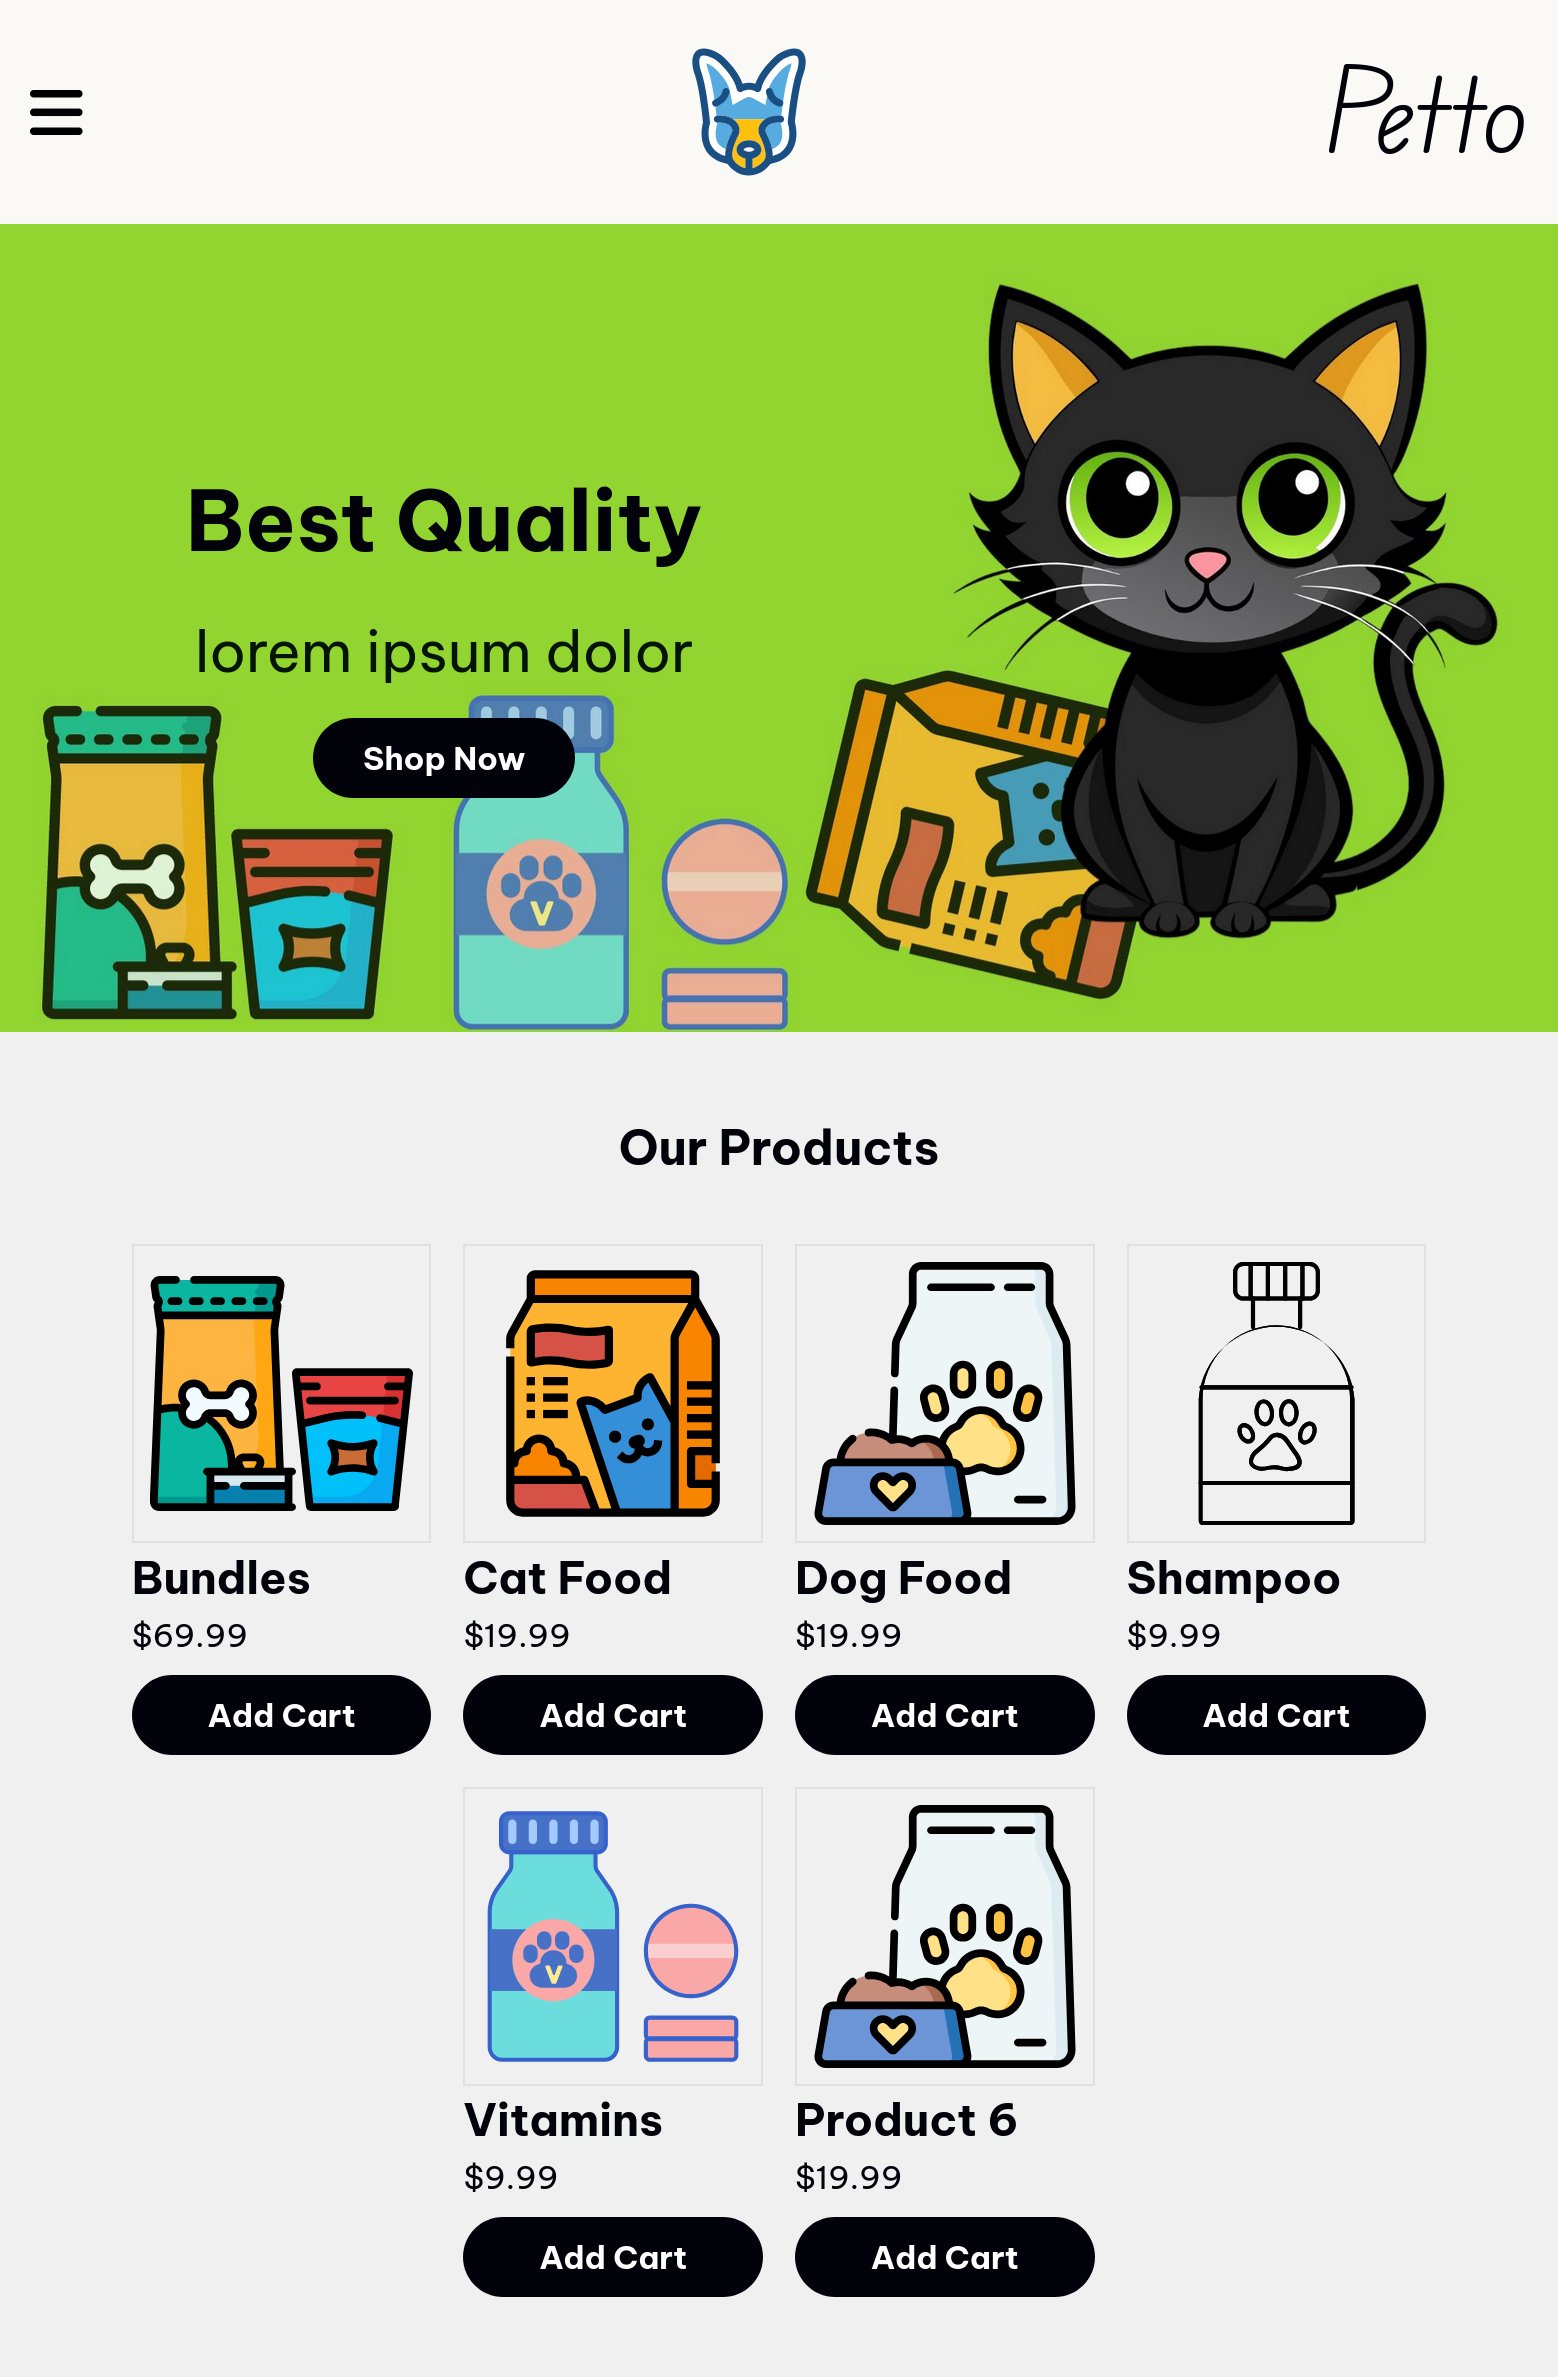 Petto
Best Quality
lorem ipsum dolor
Shop Now
V
Our Products
Bundles
$69.99
Add Cart
Cat Food
$19.99
Add Cart
Dog Food
$19.99
Add Cart
Shampoo
$9.99
Add Cart
V
Vitamins
$9.99
Add Cart
Product 6
$19.99
Add Cart